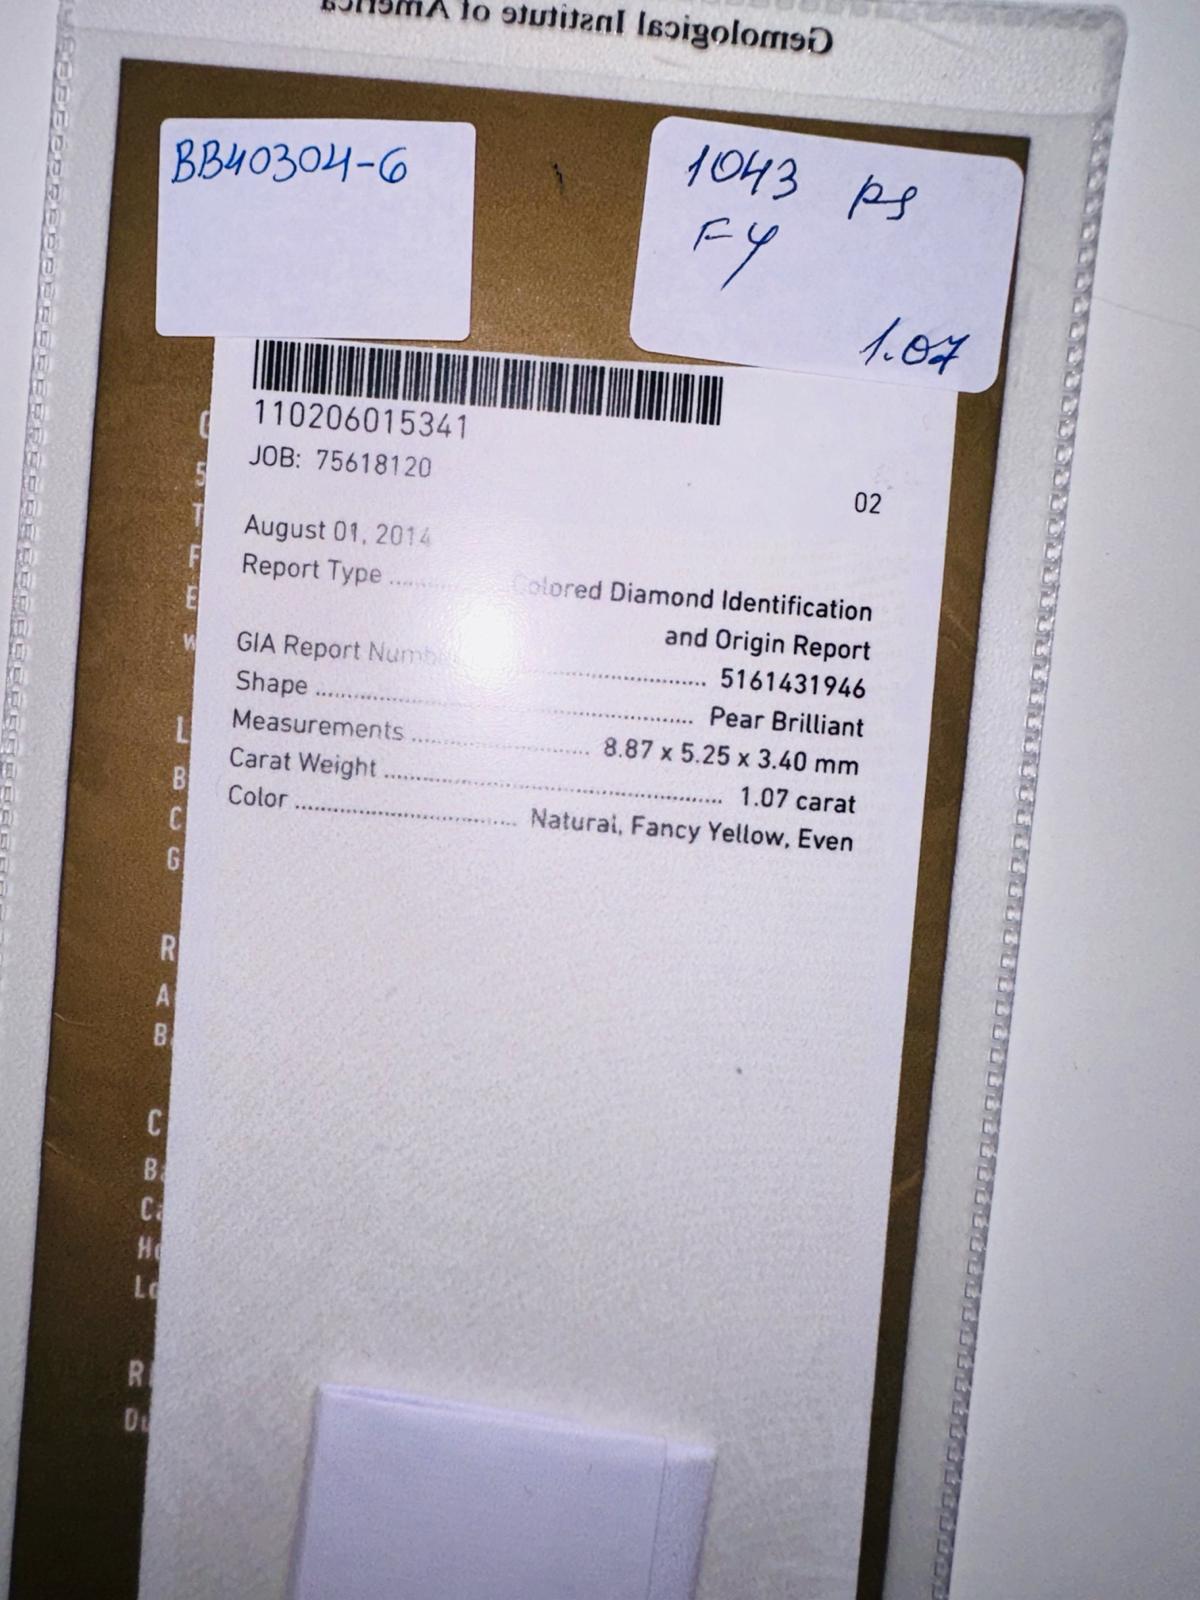 Gemological Institute of America
BB40304-6
1043 ps
FY
1.07
110206015341
JOB: 75618120
02
August 01, 2014
Report Type .......... Colored Diamond Identification
and Origin Report
GIA Report Number .......... 5161431946
Shape .......... Pear Brilliant
Measurements .......... 8.87 x 5.25 x 3.40 mm
Carat Weight .......... 1.07 carat
Color .......... Natural, Fancy Yellow, Even